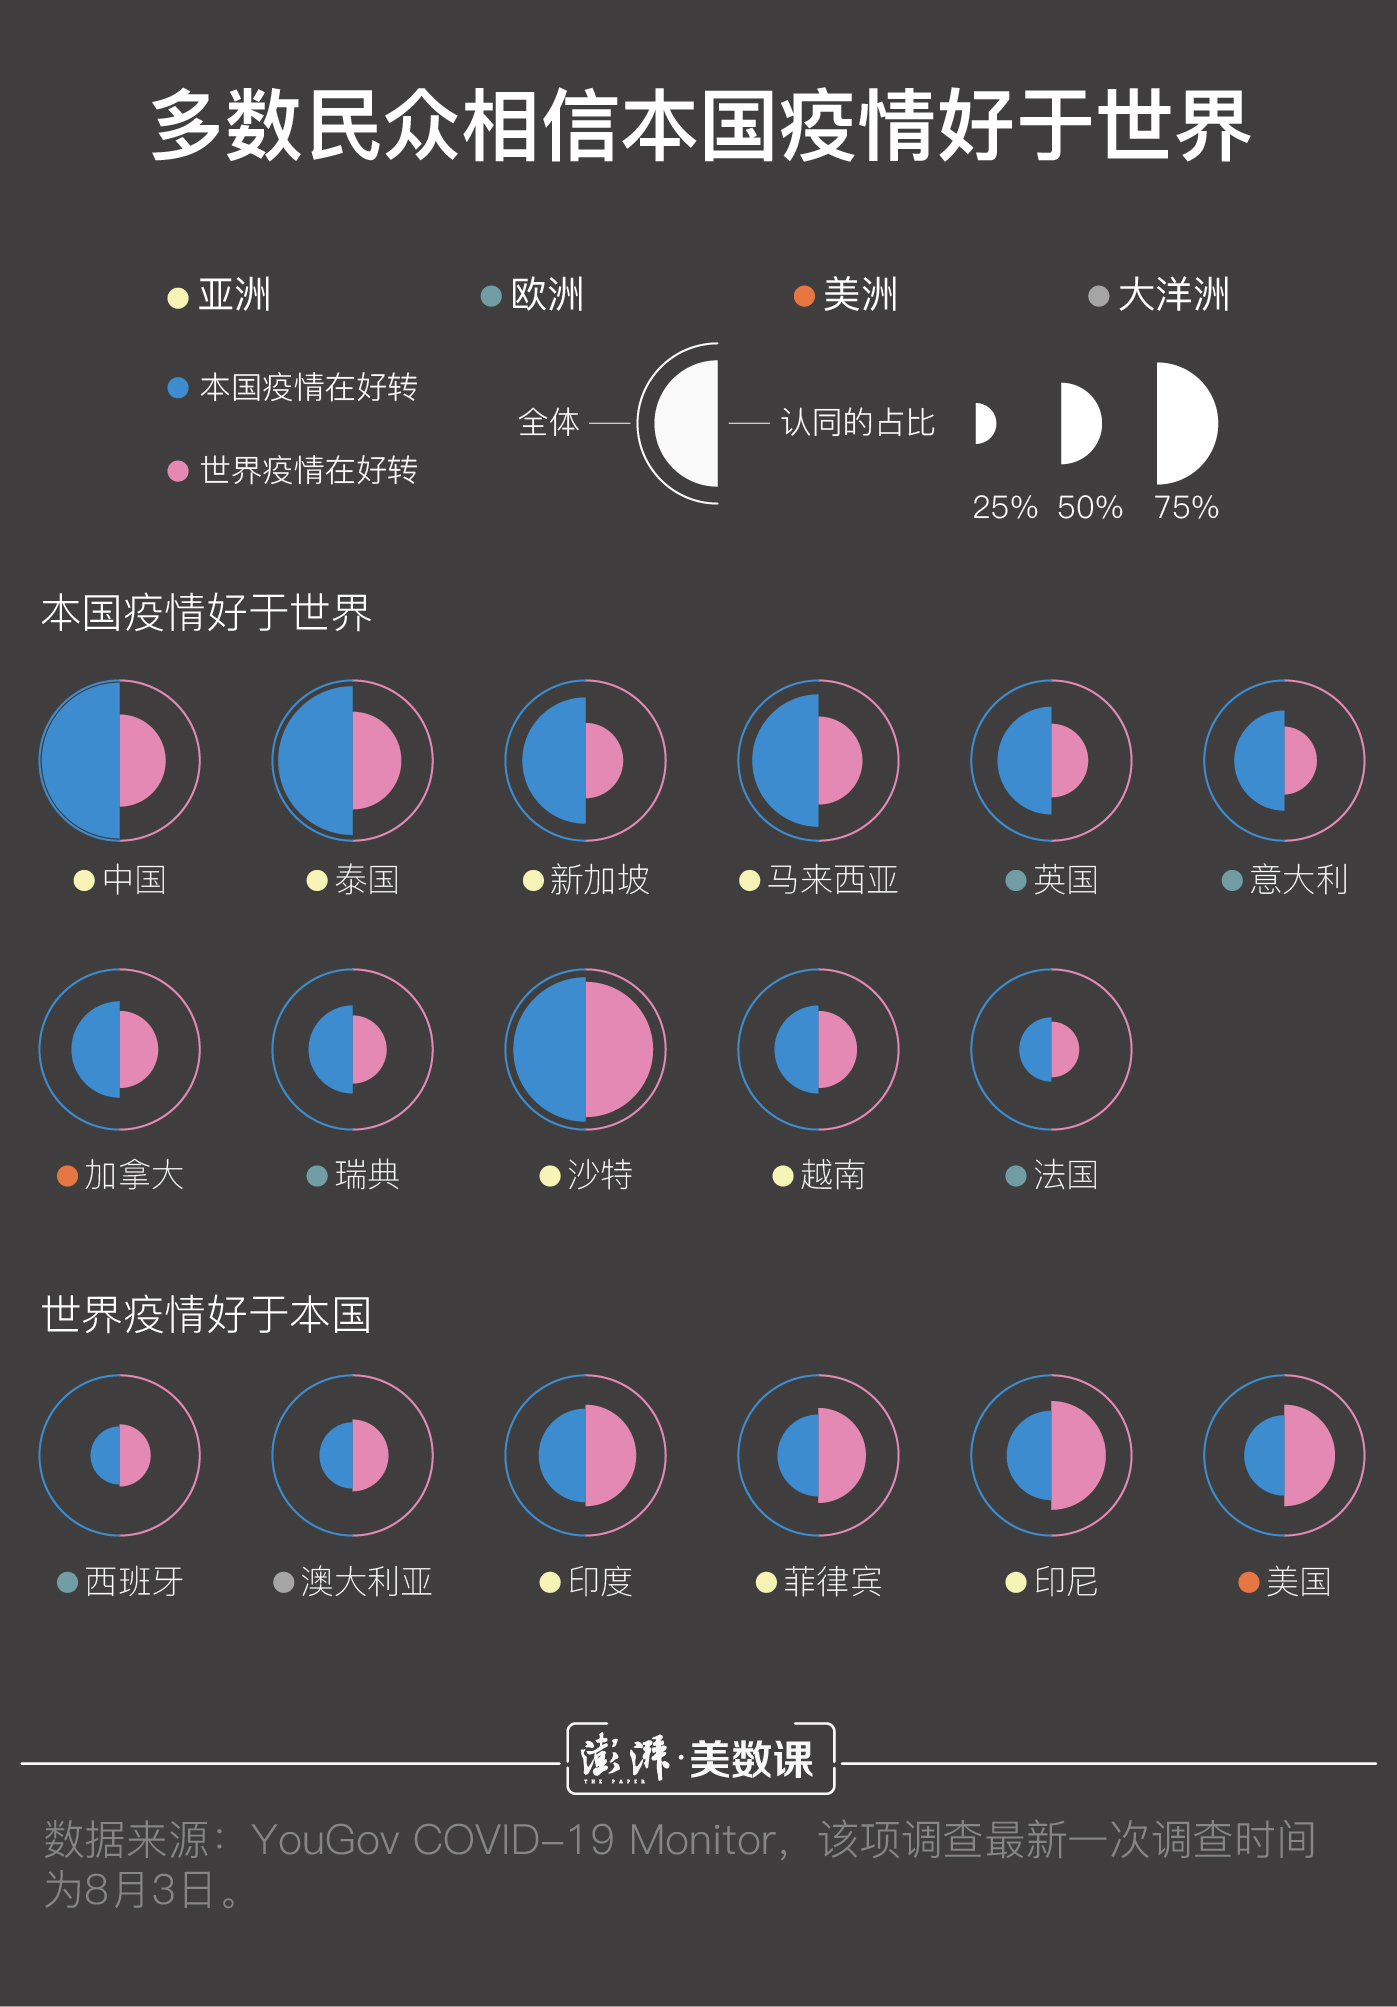 多数民众相信本国疫情好于世界
亚洲 欧洲 美洲 大洋洲
本国疫情在好转
世界疫情在好转
全体 认同的占比
25% 50% 75%
本国疫情好于世界
中国 泰国 新加坡 马来西亚 英国 意大利
加拿大 瑞典 沙特 越南 法国
世界疫情好于本国
西班牙 澳大利亚 印度 菲律宾 印尼 美国
澎湃·美数课
THE PAPER
数据来源：YouGov COVID-19 Monitor，该项调查最新一次调查时间
为8月3日。